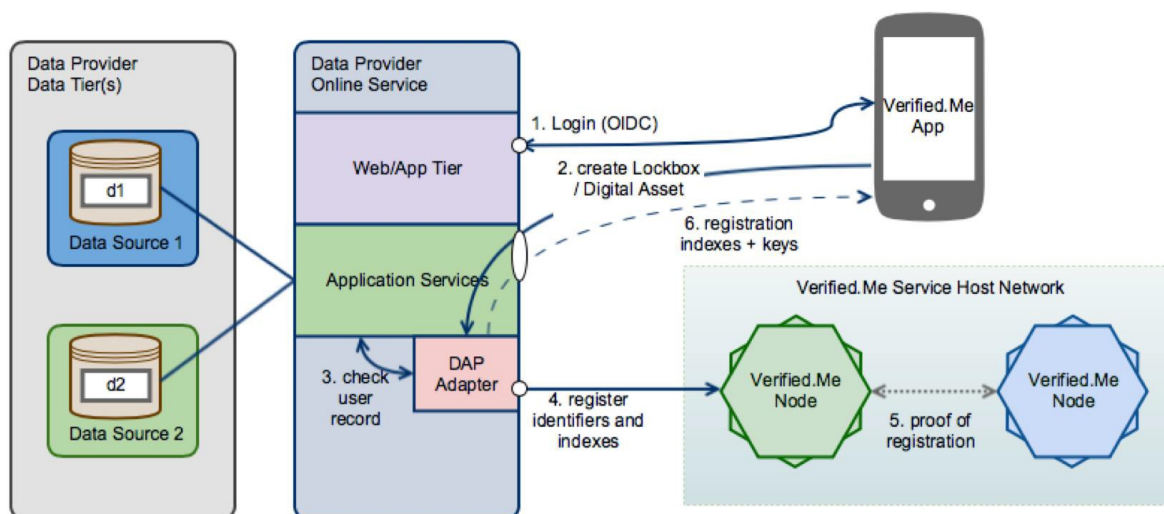 Data Provider
Data Tier(s)
d1
Data Source 1
d2
Data Source 2
Data Provider
Online Service
Web/App Tier
Application Services
DAP
Adapter
1. Login (OIDC)
2. create Lockbox
/ Digital Asset
3. check
user
record
4. register
identifiers and
indexes
6. registration
indexes + keys
Verified.Me
App
Verified.Me Service Host Network
Verified.Me
Node
5. proof of
registration
Verified.Me
Node